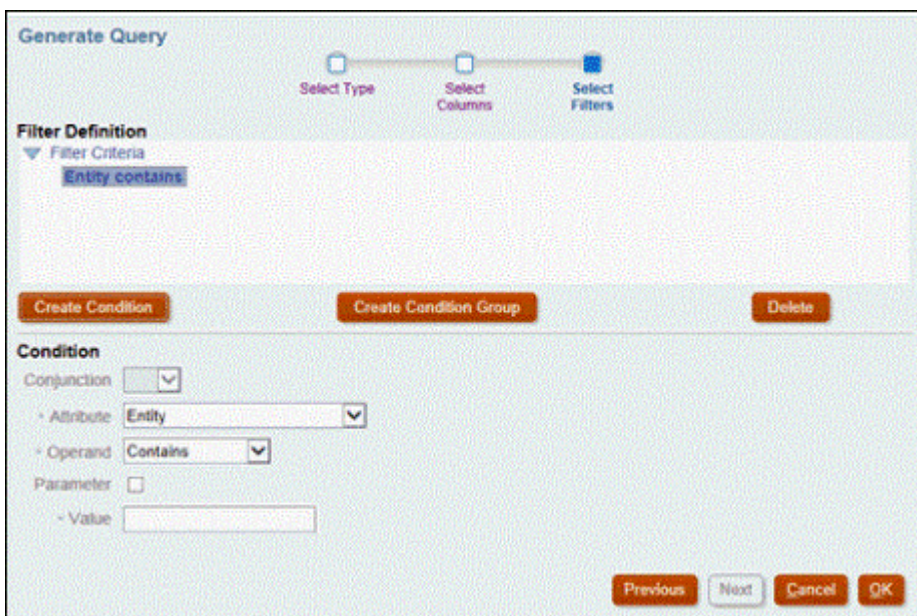 Generate Query
Select Type
Select
Columns
Select
Filters
Filter Definition
Filter Criteria
Entity contains
Create Condition
Create Condition Group
Delete
Condition
Conjunction
* Attribute Entity
* Operand Contains
Parameter
* Value
Previous Next Cancel OK